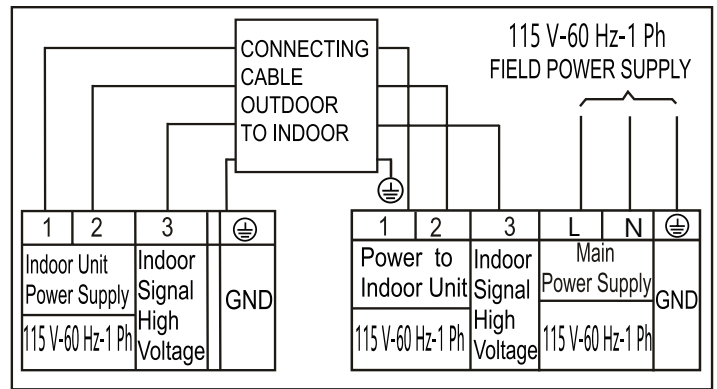 CONNECTING
CABLE
OUTDOOR
TO INDOOR
115 V-60 Hz-1 Ph
FIELD POWER SUPPLY
1 2 3
Indoor Unit
Power Supply
115 V-60 Hz-1 Ph
Indoor
Signal
High
Voltage
GND
1 2 3 L N
Power to
Indoor Unit
115 V-60 Hz-1 Ph
Indoor
Signal
High
Voltage
Main
Power Supply
115 V-60 Hz-1 Ph
GND